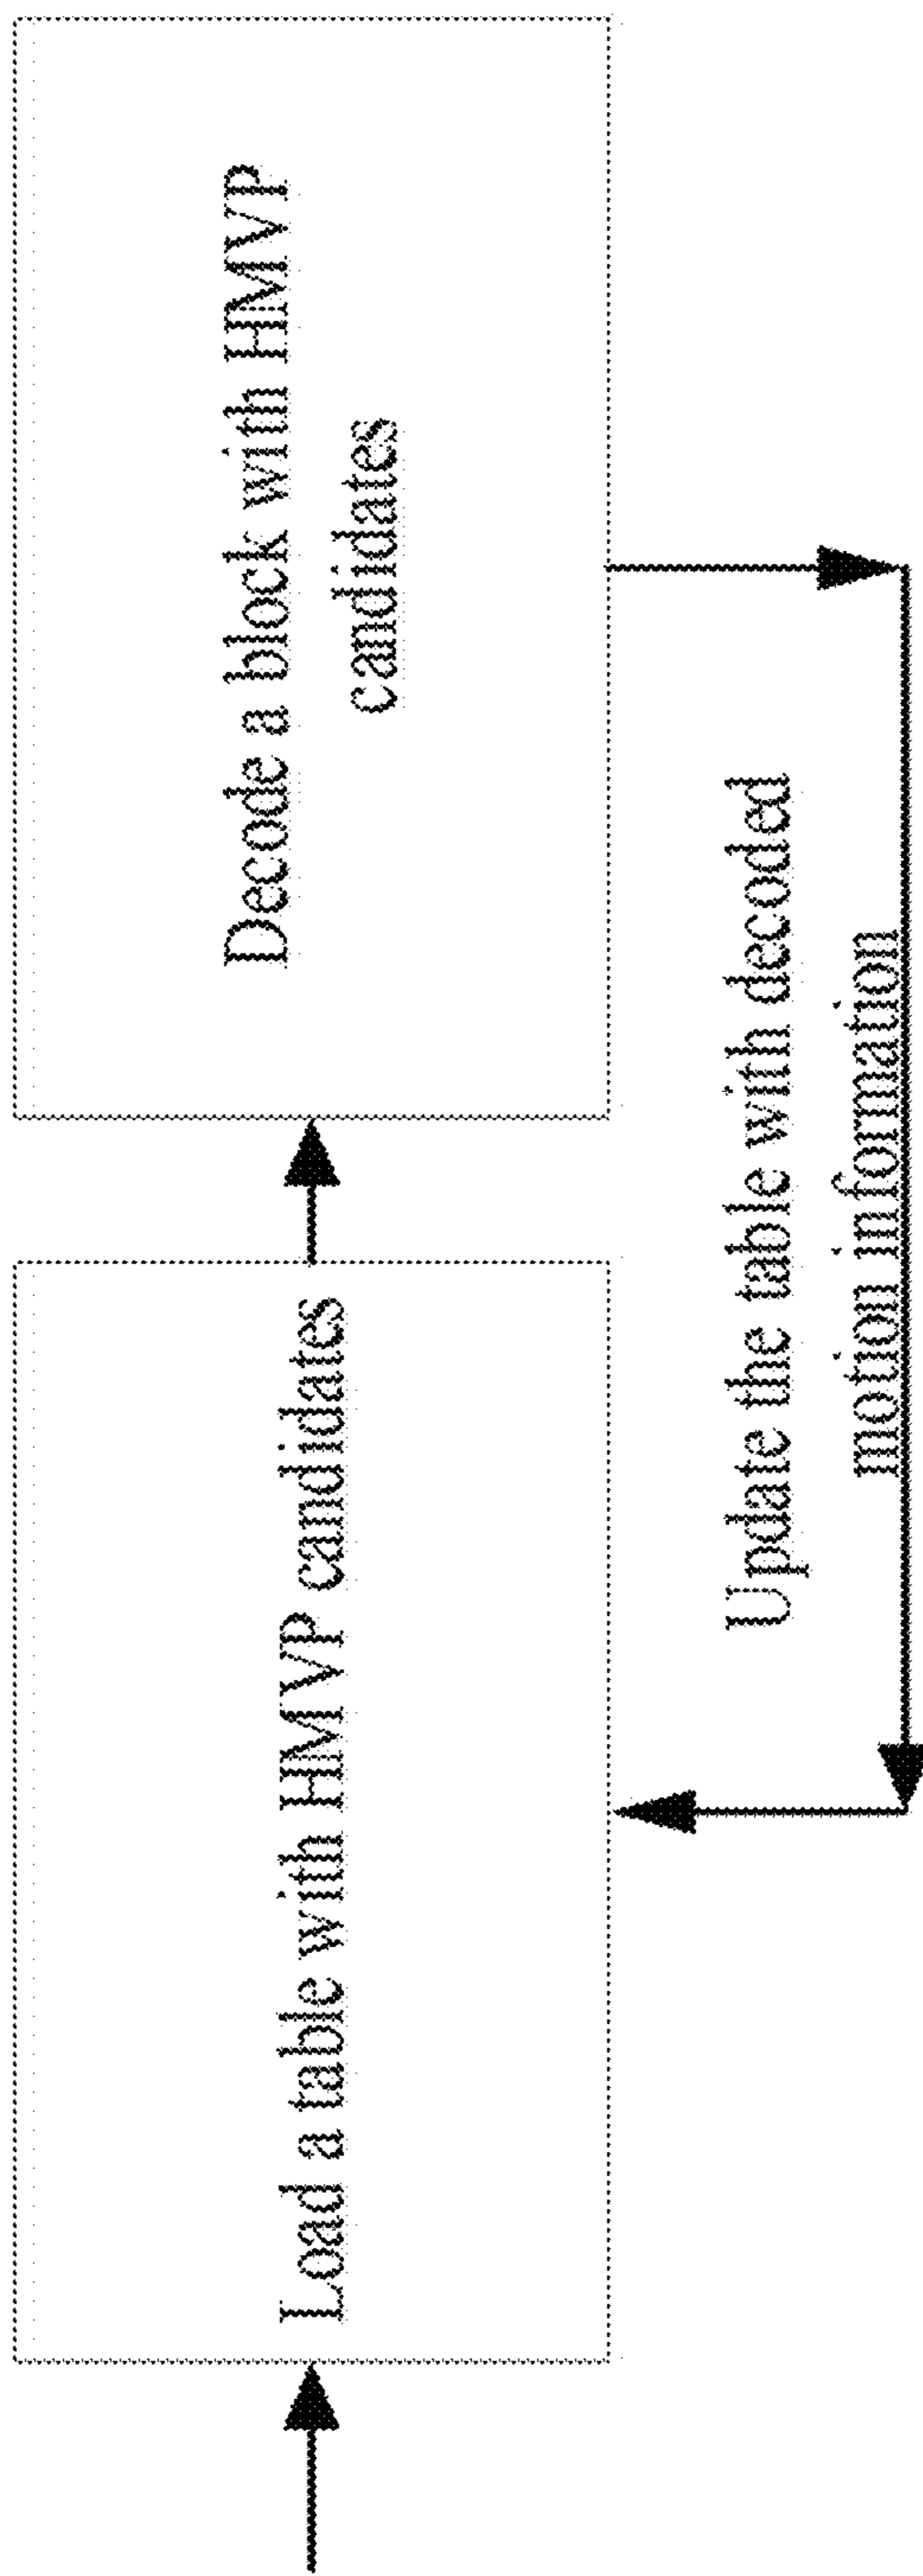 Load a table with HMVP candidates
Decode a block with HMVP
candidates
Update the table with decoded
motion information